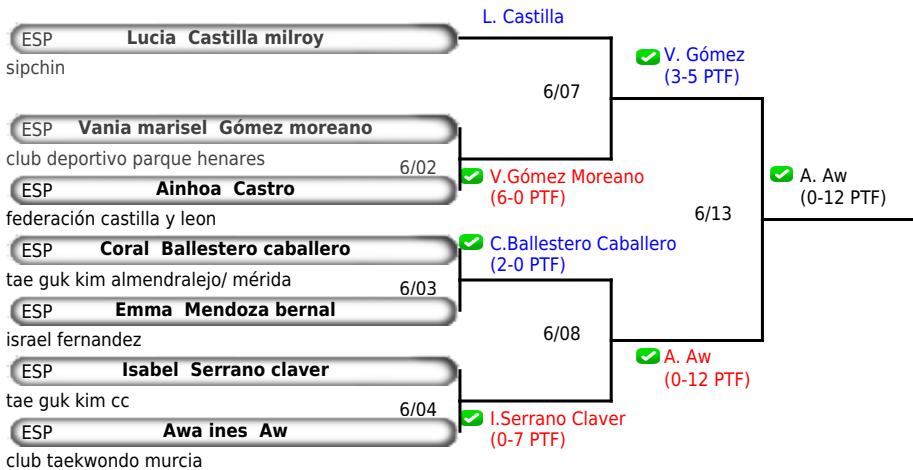 L. Castilla
ESP Lucia Castilla milroy
sipchin
V. Gómez
(3-5 PTF)
6/07
ESP Vania marisel Gómez moreano
club deportivo parque henares
6/02
V.Gómez Moreano
(6-0 PTF)
ESP Ainhoa Castro
federación castilla y leon
A. Aw
(0-12 PTF)
6/13
ESP Coral Ballestero caballero
C.Ballestero Caballero
(2-0 PTF)
tae guk kim almendralejo/ mérida
6/03
ESP Emma Mendoza bernal
israel fernandez
6/08
A. Aw
(0-12 PTF)
ESP Isabel Serrano claver
tae guk kim cc
6/04
I.Serrano Claver
(0-7 PTF)
ESP Awa ines Aw
club taekwondo murcia